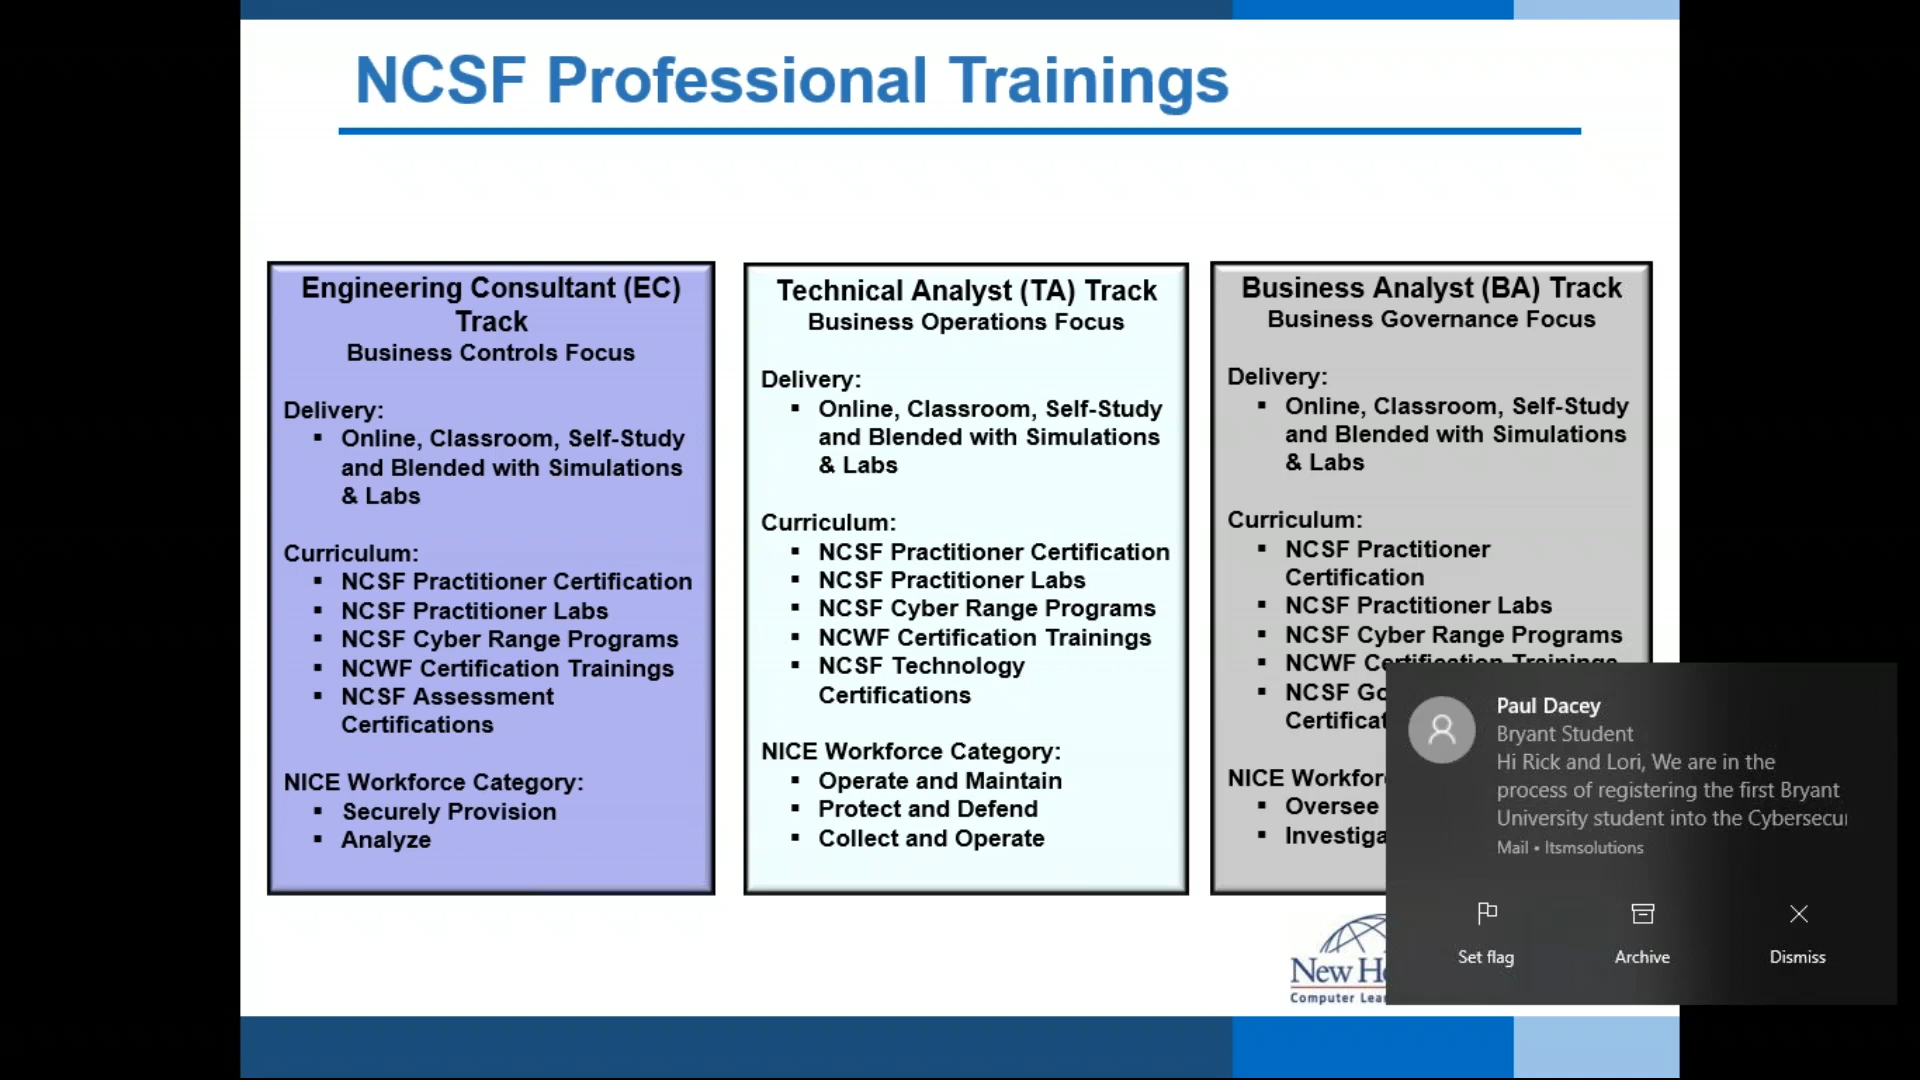 NCSF Professional Trainings
Engineering Consultant (EC)
Track
Business Controls Focus
Delivery:
▪ Online, Classroom, Self-Study
and Blended with Simulations
& Labs
Curriculum:
▪ NCSF Practitioner Certification
▪ NCSF Practitioner Labs
▪ NCSF Cyber Range Programs
▪ NCWF Certification Trainings
▪ NCSF Assessment
Certifications
NICE Workforce Category:
▪ Securely Provision
▪ Analyze
Technical Analyst (TA) Track
Business Operations Focus
Delivery:
▪ Online, Classroom, Self-Study
and Blended with Simulations
& Labs
Curriculum:
▪ NCSF Practitioner Certification
▪ NCSF Practitioner Labs
▪ NCSF Cyber Range Programs
▪ NCWF Certification Trainings
▪ NCSF Technology
Certifications
NICE Workforce Category:
▪ Operate and Maintain
▪ Protect and Defend
▪ Collect and Operate
Business Analyst (BA) Track
Business Governance Focus
Delivery:
▪ Online, Classroom, Self-Study
and Blended with Simulations
& Labs
Curriculum:
▪ NCSF Practitioner
Certification
▪ NCSF Practitioner Labs
▪ NCSF Cyber Range Programs
▪ NCWF Certification Trainings
▪ NCSF
NICE
▪ Oversee
New
Computer
Paul Dacey
Bryant Student
Hi Rick and Lori, We are in the
process of registering the first Bryant
University student into the
Mail • Itsmsolutions
Set flag
Archive
Dismiss